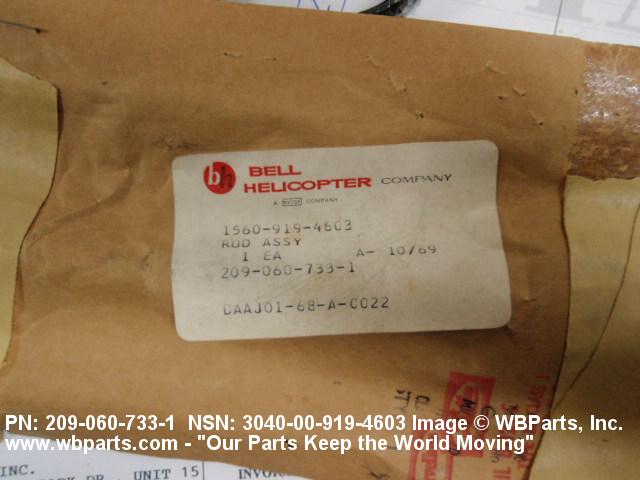 bh BELL
HELICOPTER COMPANY
A COMPANY
1560-919-4603
ROD ASSY
1 EA A- 10/69
209-060-733-1
DAAJ01-68-A-0022
PN: 209-060-733-1 NSN: 3040-00-919-4603 Image © WBParts, Inc.
www.wbparts.com - "Our Parts Keep the World Moving"
INC.
DR., UNIT 15